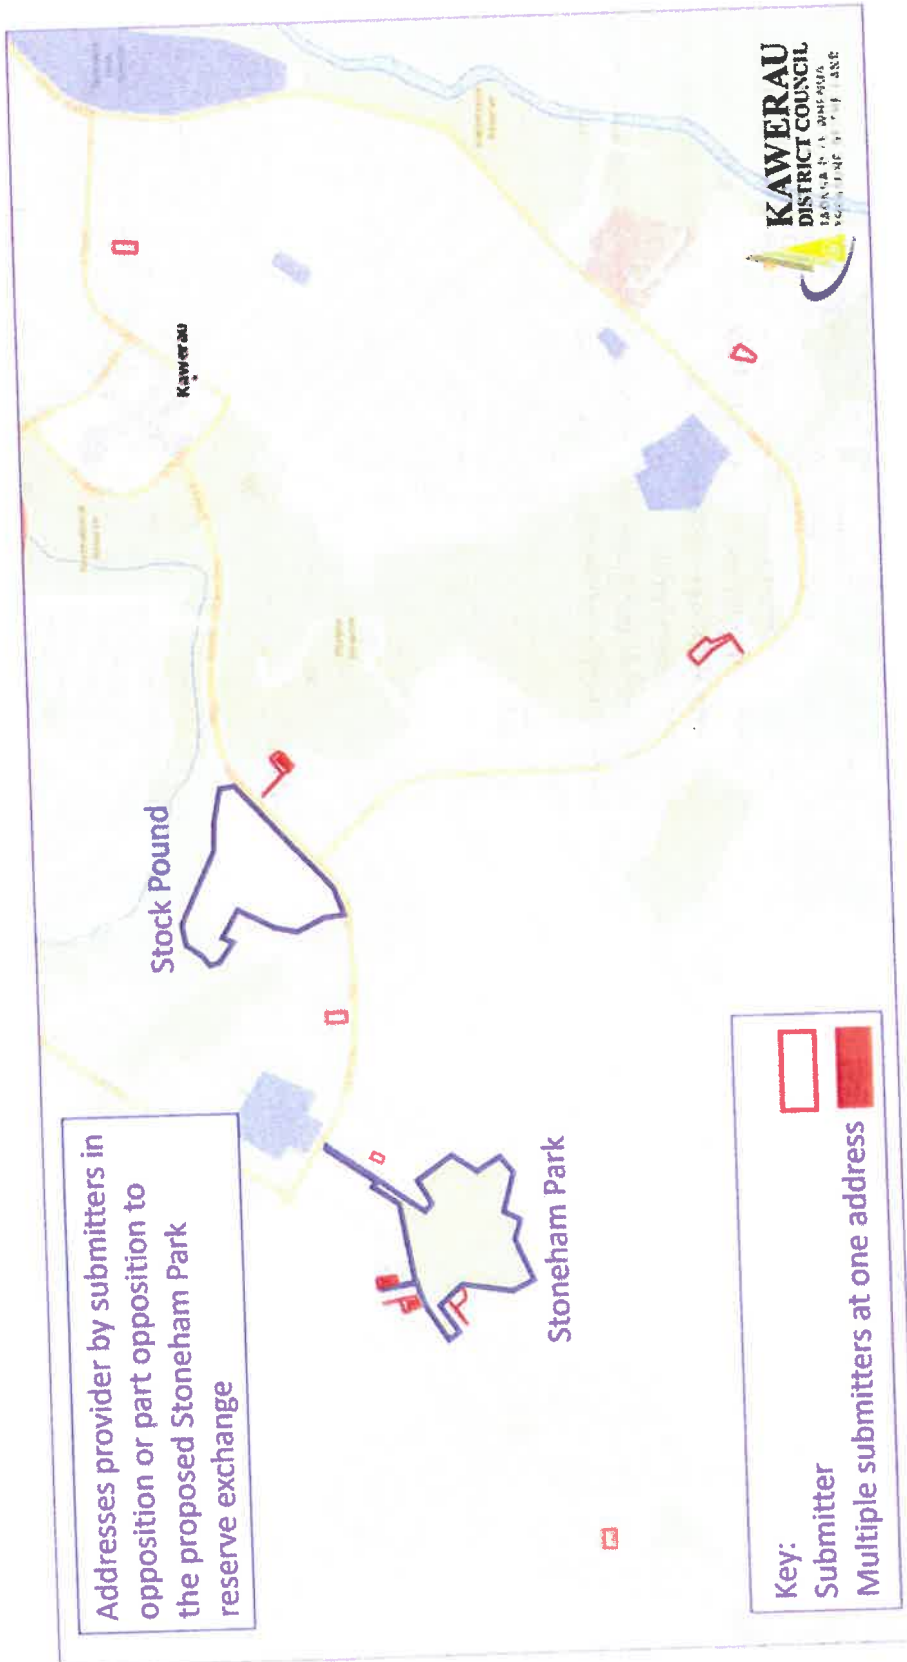 Addresses provider by submitters in
opposition or part opposition to
the proposed Stoneham Park
reserve exchange
Stock Pound
Stoneham Park
Kawerau
Key:
Submitter
Multiple submitters at one address
KAWERAU
DISTRICT COUNCIL